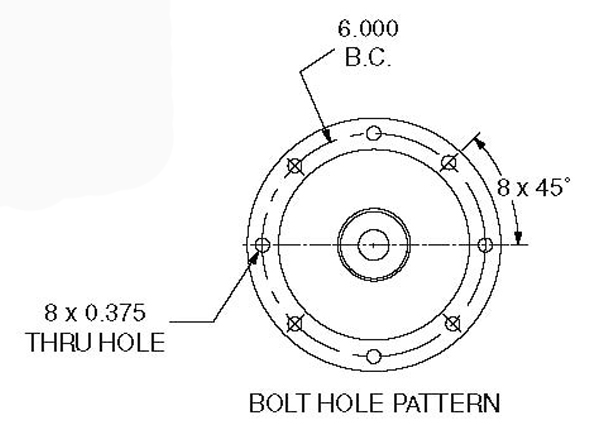 6.000
B.C.
8 x 45°
8 x 0.375
THRU HOLE
BOLT HOLE PATTERN